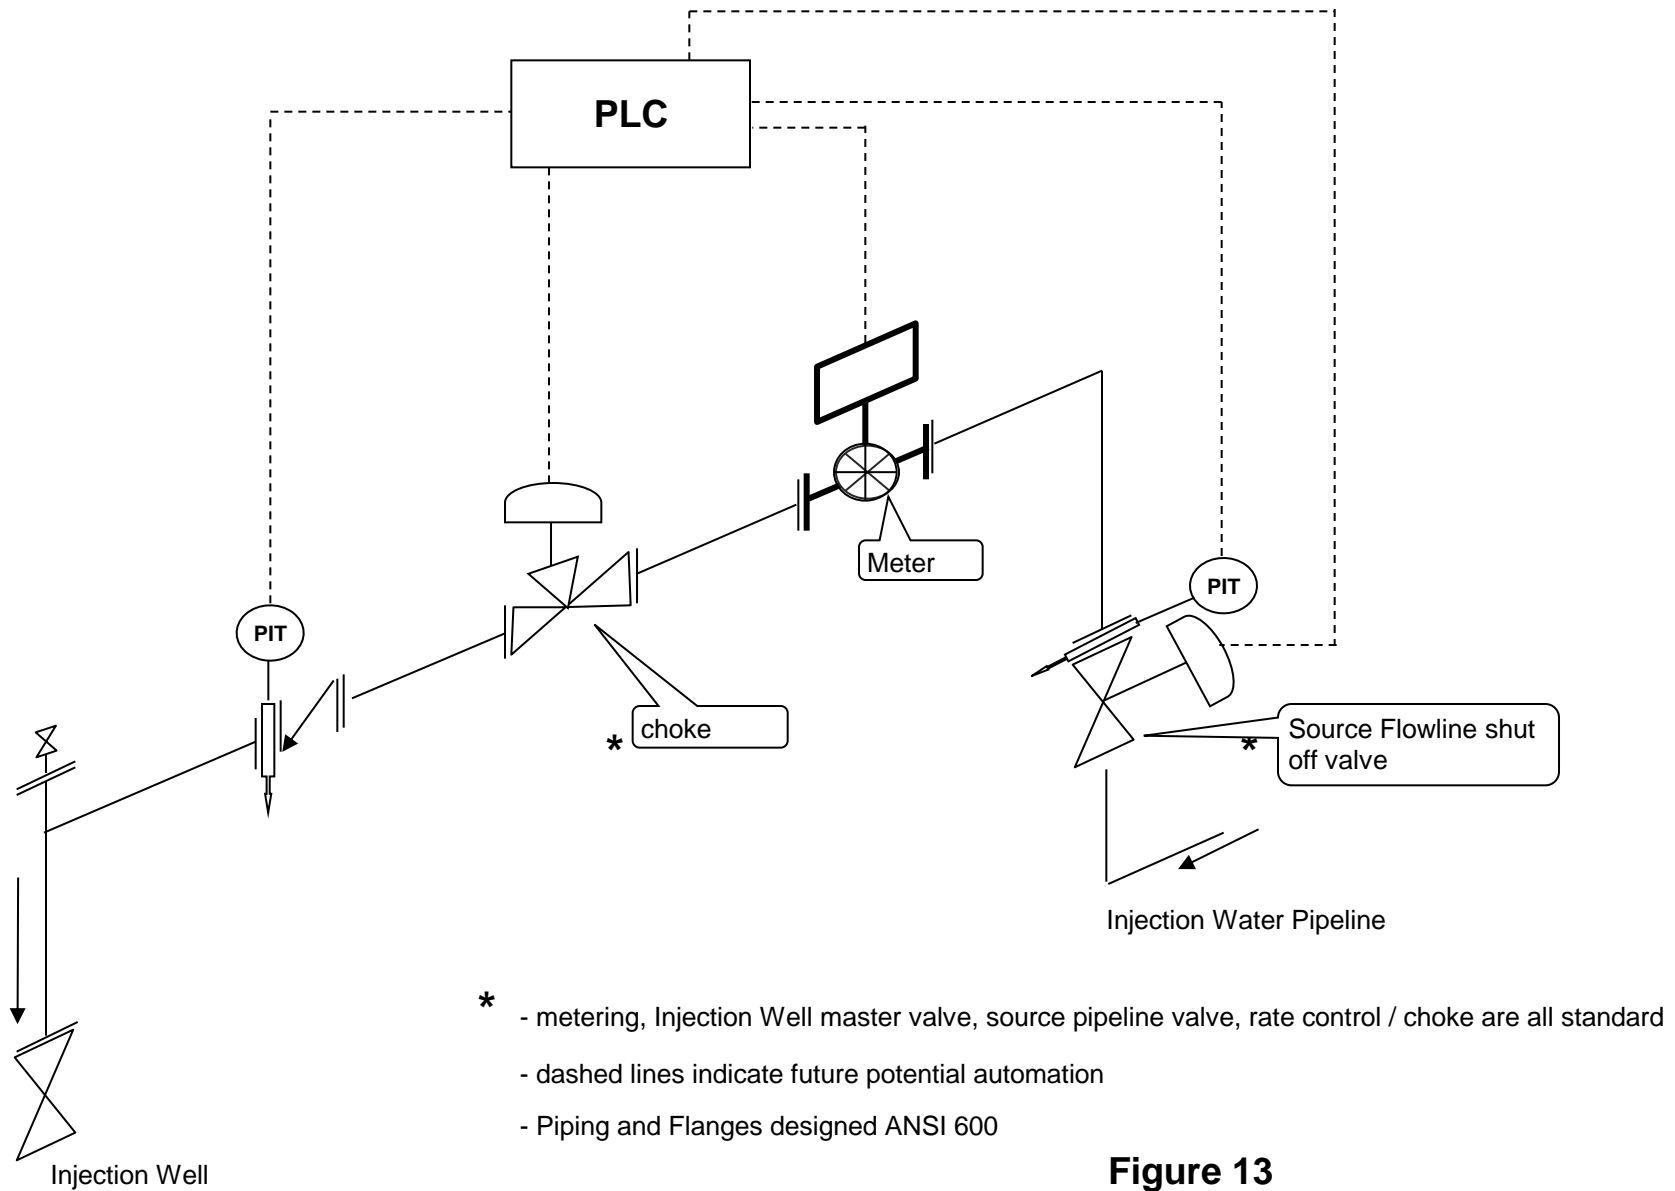 PLC
Meter
PIT
PIT
choke
*
Source Flowline shut
off valve
*
Injection Water Pipeline
*
- metering, Injection Well master valve, source pipeline valve, rate control / choke are all standard
- dashed lines indicate future potential automation
- Piping and Flanges designed ANSI 600
Injection Well
Figure 13